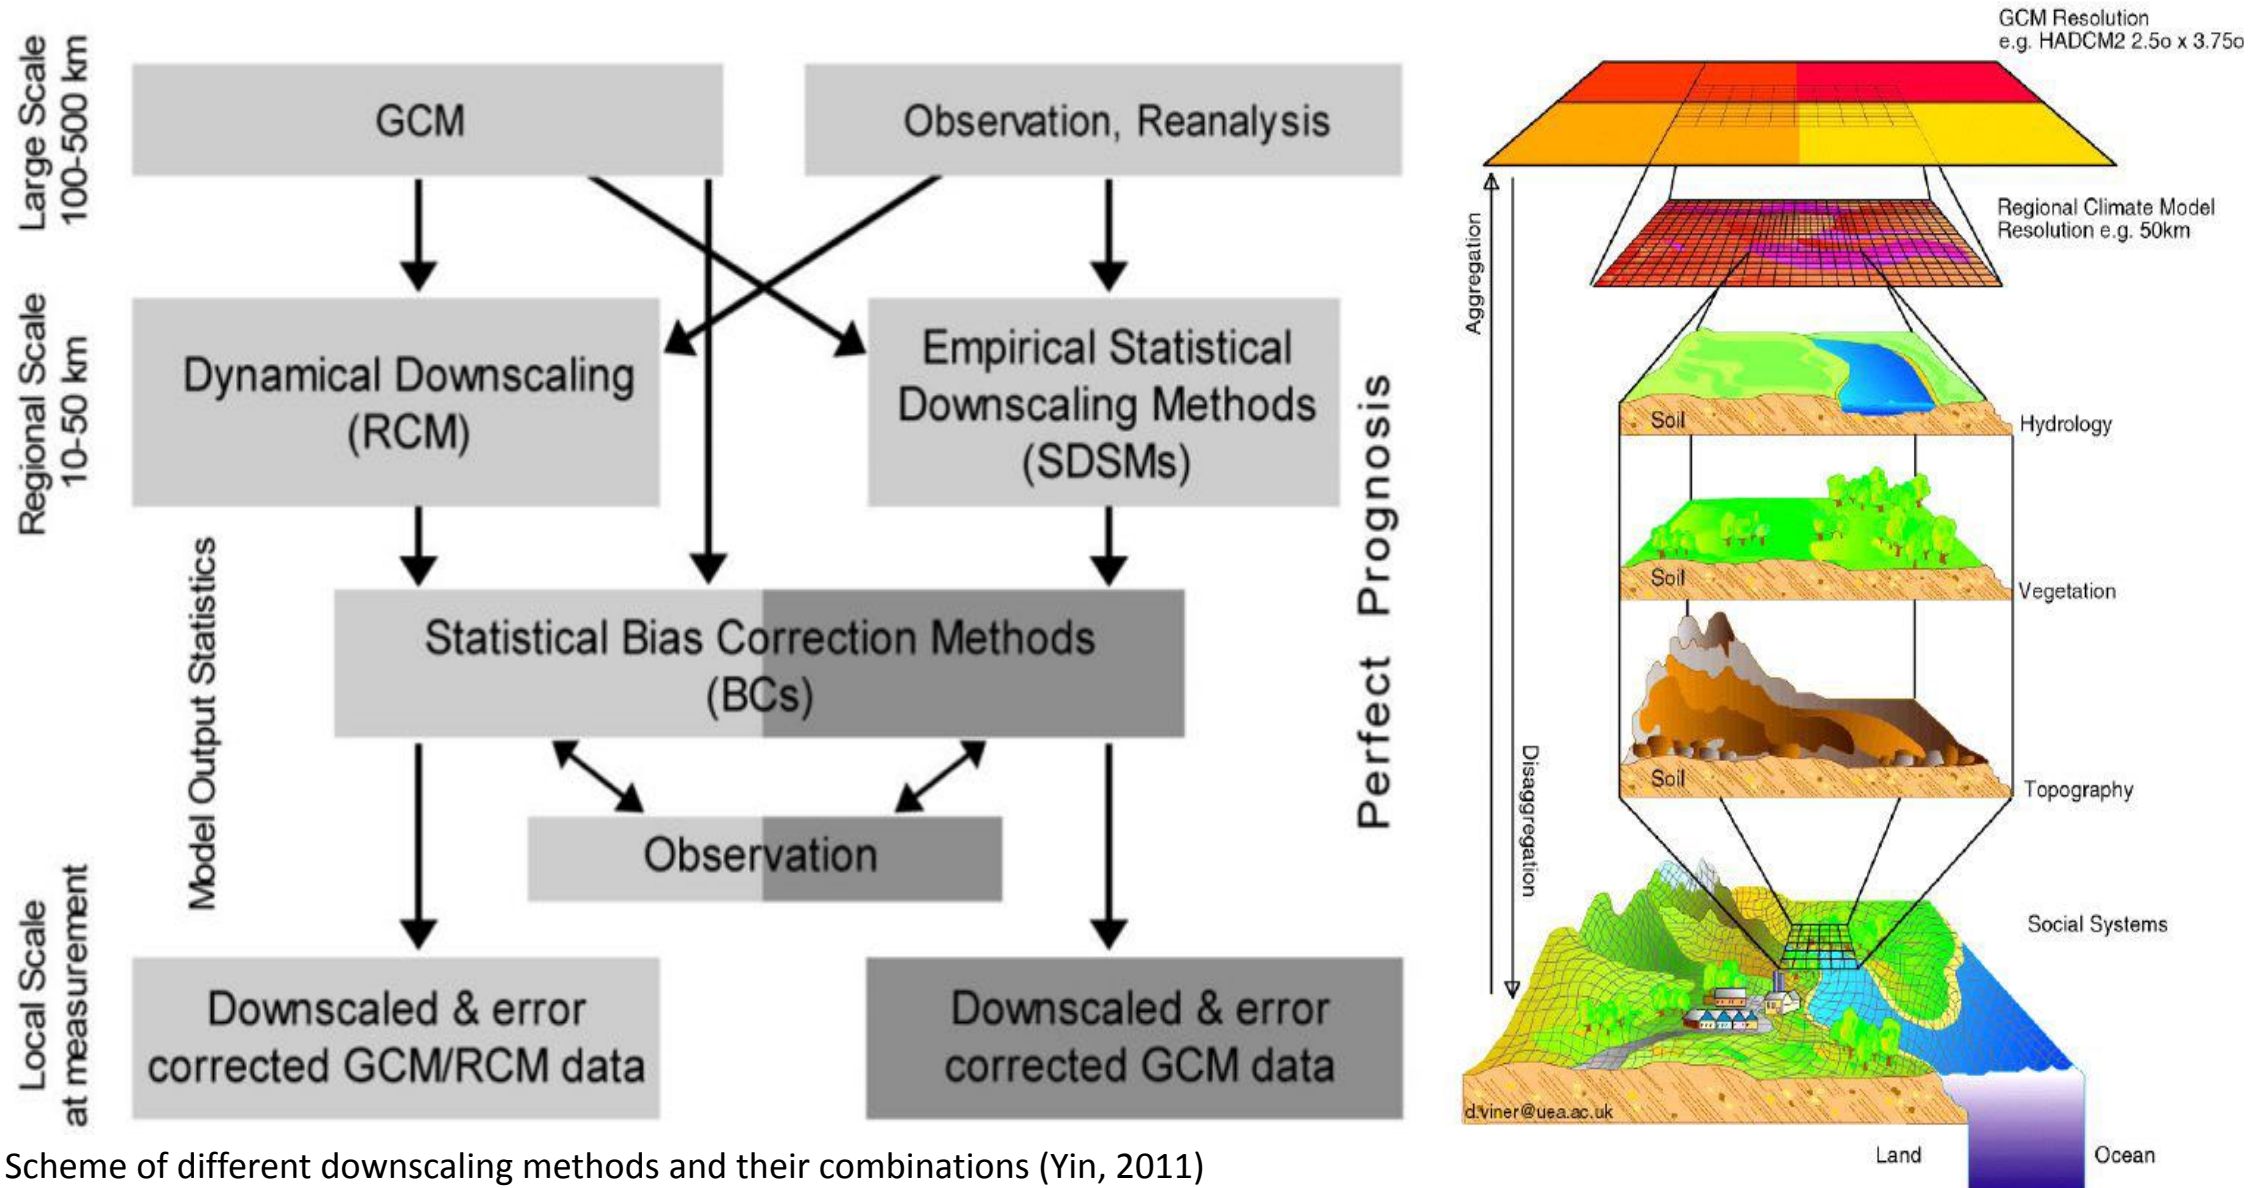 Large Scale
100-500 km
GCM
Observation, Reanalysis
Regional Scale
10-50 km
Dynamical Downscaling
(RCM)
Empirical Statistical
Downscaling Methods
(SDSMs)
Model Output Statistics
Perfect Prognosis
Statistical Bias Correction Methods
(BCs)
Observation
Local Scale
at measurement
Downscaled & error
corrected GCM/RCM data
Downscaled & error
corrected GCM data
Scheme of different downscaling methods and their combinations (Yin, 2011)
GCM Resolution
e.g. HADCM2 2.5o x 3.75o
Regional Climate Model
Resolution e.g. 50km
Aggregation
Disaggregation
Soil
Hydrology
Soil
Vegetation
Soil
Topography
Social Systems
d.viner@uea.ac.uk
Land
Ocean